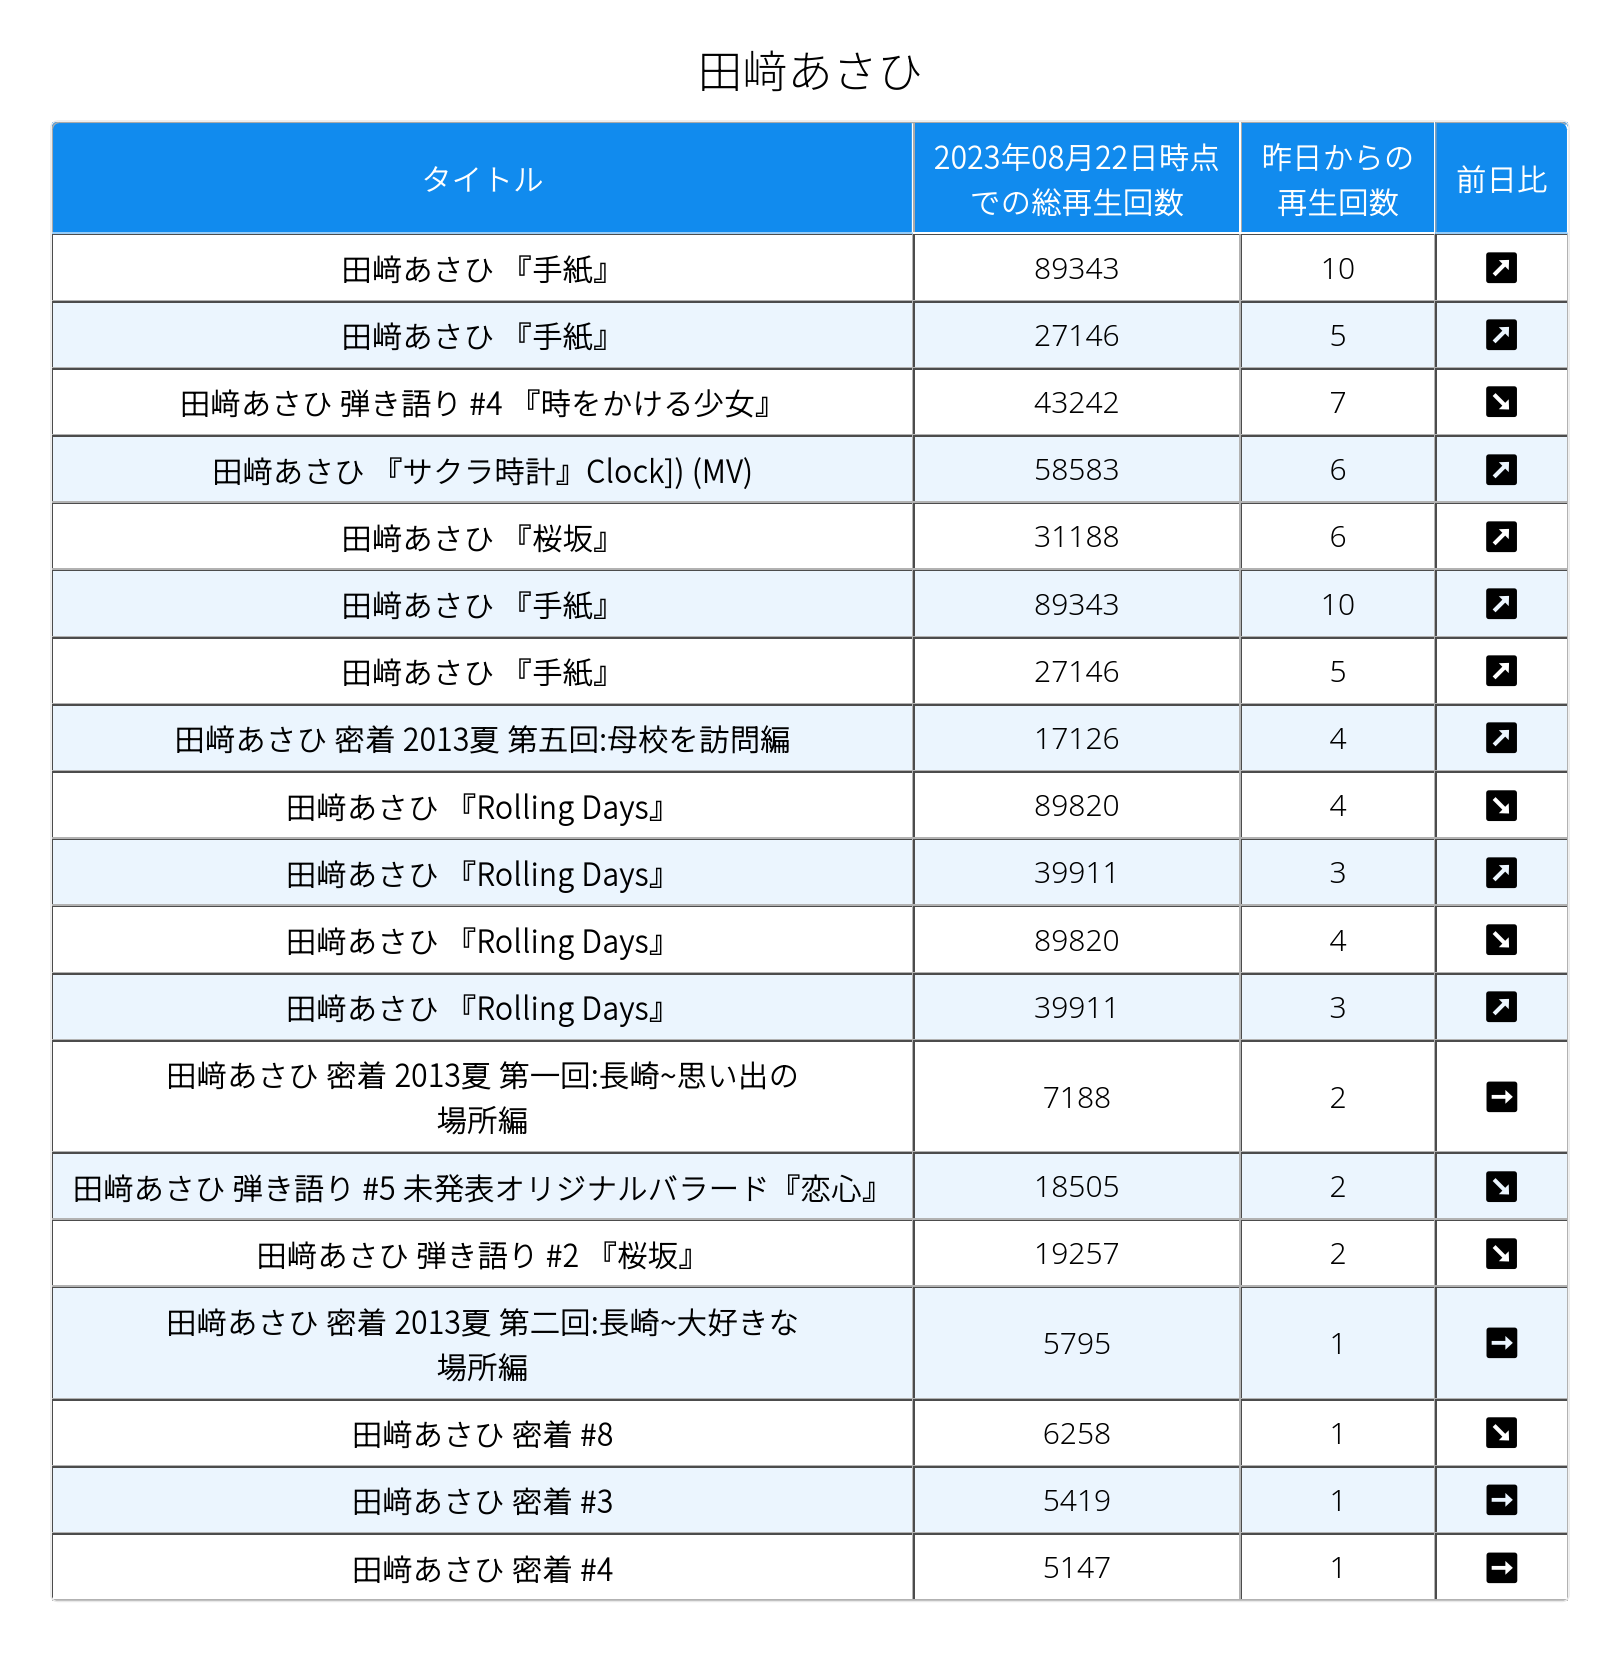 田﨑あさひ
タイトル
2023年08月22日時点
での総再生回数
昨日からの
再生回数
前日比
田﨑あさひ 『手紙』 89343 10 ↗
田﨑あさひ 『手紙』 27146 5 ↗
田﨑あさひ 弾き語り #4 『時をかける少女』 43242 7 ↘
田﨑あさひ 『サクラ時計』Clock]) (MV) 58583 6 ↗
田﨑あさひ 『桜坂』 31188 6 ↗
田﨑あさひ 『手紙』 89343 10 ↗
田﨑あさひ 『手紙』 27146 5 ↗
田﨑あさひ 密着 2013夏 第五回:母校を訪問編 17126 4 ↗
田﨑あさひ 『Rolling Days』 89820 4 ↘
田﨑あさひ 『Rolling Days』 39911 3 ↗
田﨑あさひ 『Rolling Days』 89820 4 ↘
田﨑あさひ 『Rolling Days』 39911 3 ↗
田﨑あさひ 密着 2013夏 第一回:長崎~思い出の
場所編 7188 2 →
田﨑あさひ 弾き語り #5 未発表オリジナルバラード『恋心』 18505 2 ↘
田﨑あさひ 弾き語り #2 『桜坂』 19257 2 ↘
田﨑あさひ 密着 2013夏 第二回:長崎~大好きな
場所編 5795 1 →
田﨑あさひ 密着 #8 6258 1 ↘
田﨑あさひ 密着 #3 5419 1 →
田﨑あさひ 密着 #4 5147 1 →